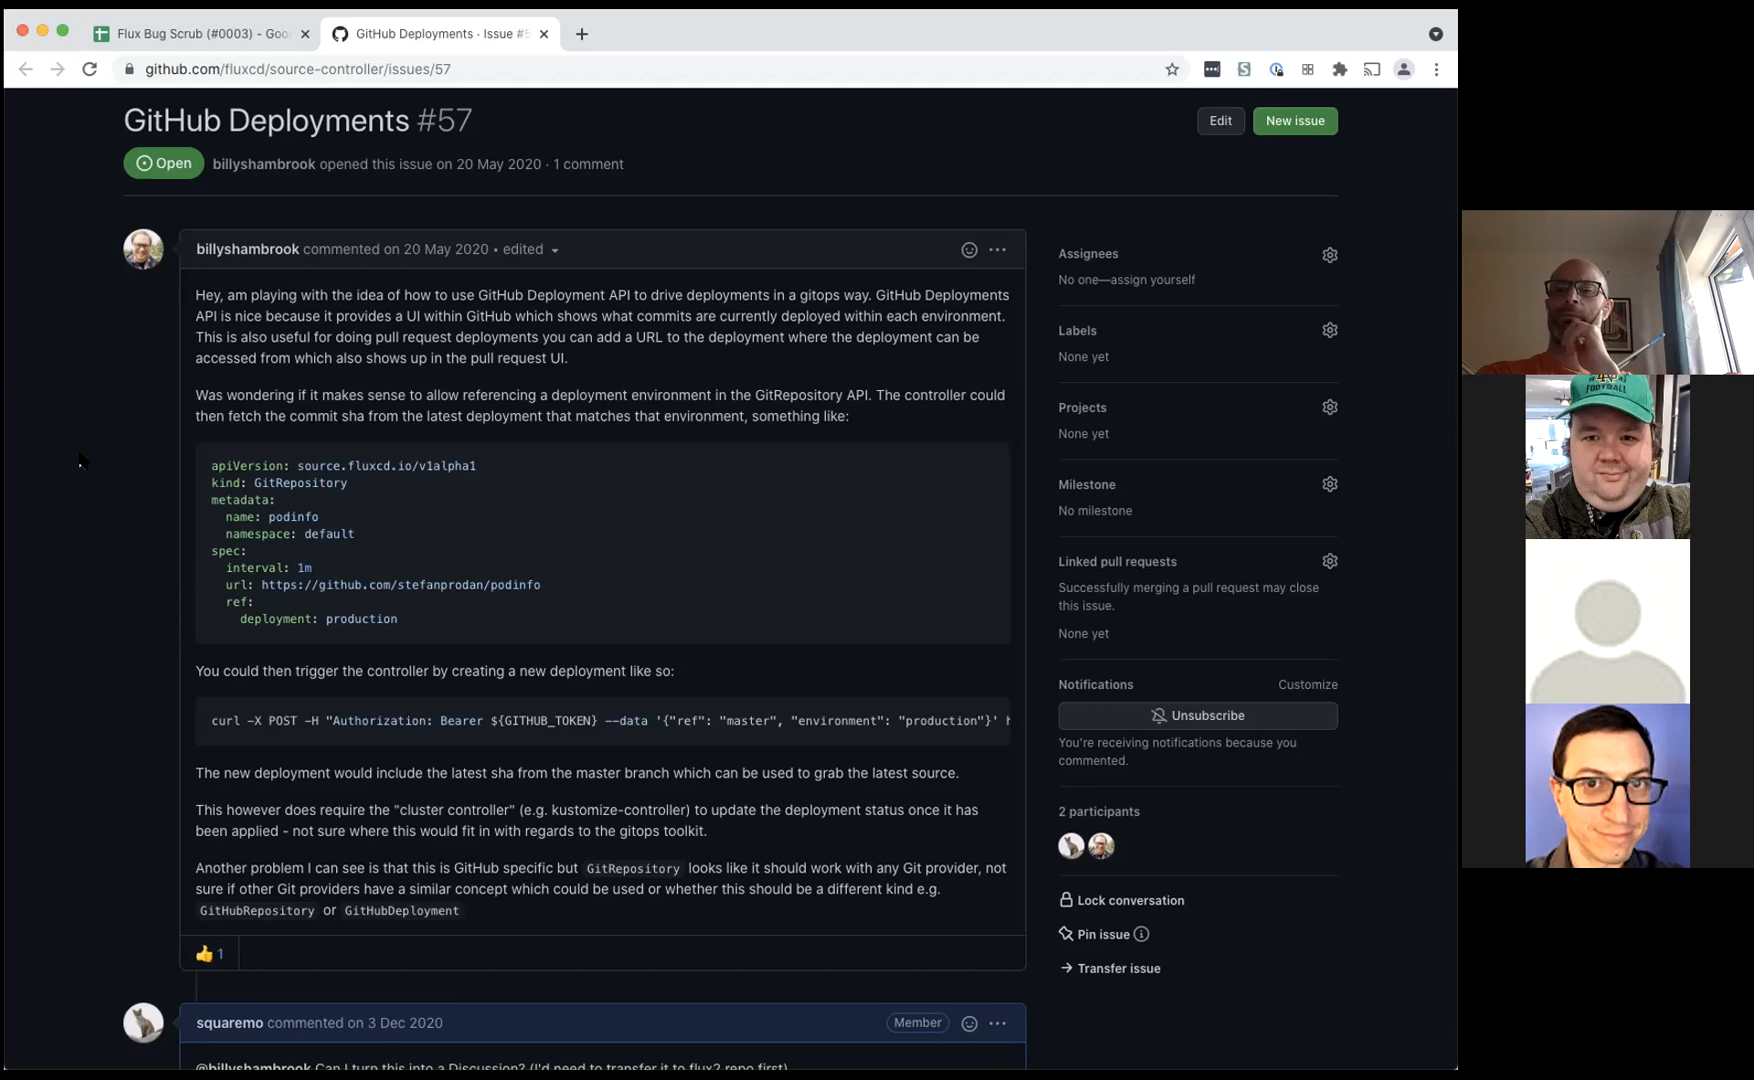 Flux Bug Scrub (#0003) - Goo
GitHub Deployments · Issue #5
github.com/fluxcd/source-controller/issues/57
GitHub Deployments #57
Edit
New issue
Open
billyshambrook opened this issue on 20 May 2020 · 1 comment
billyshambrook commented on 20 May 2020 • edited
Hey, am playing with the idea of how to use GitHub Deployment API to drive deployments in a gitops way. GitHub Deployments
API is nice because it provides a UI within GitHub which shows what commits are currently deployed within each environment.
This is also useful for doing pull request deployments you can add a URL to the deployment where the deployment can be
accessed from which also shows up in the pull request UI.
Was wondering if it makes sense to allow referencing a deployment environment in the GitRepository API. The controller could
then fetch the commit sha from the latest deployment that matches that environment, something like:
apiVersion: source.fluxcd.io/v1alpha1
kind: GitRepository
metadata:
  name: podinfo
  namespace: default
spec:
  interval: 1m
  url: https://github.com/stefanprodan/podinfo
  ref:
    deployment: production
You could then trigger the controller by creating a new deployment like so:
curl -X POST -H "Authorization: Bearer ${GITHUB_TOKEN} --data '{"ref": "master", "environment": "production"}' h
The new deployment would include the latest sha from the master branch which can be used to grab the latest source.
This however does require the "cluster controller" (e.g. kustomize-controller) to update the deployment status once it has
been applied - not sure where this would fit in with regards to the gitops toolkit.
Another problem I can see is that this is GitHub specific but GitRepository looks like it should work with any Git provider, not
sure if other Git providers have a similar concept which could be used or whether this should be a different kind e.g.
GitHubRepository or GitHubDeployment
👍 1
squaremo commented on 3 Dec 2020
Member
@billyshambrook Can I turn this into a Discussion? (I'd need to transfer it to flux2 repo first)
Assignees
No one—assign yourself
Labels
None yet
Projects
None yet
Milestone
No milestone
Linked pull requests
Successfully merging a pull request may close
this issue.
None yet
Notifications
Customize
Unsubscribe
You're receiving notifications because you
commented.
2 participants
Lock conversation
Pin issue
Transfer issue
FOOTBALL